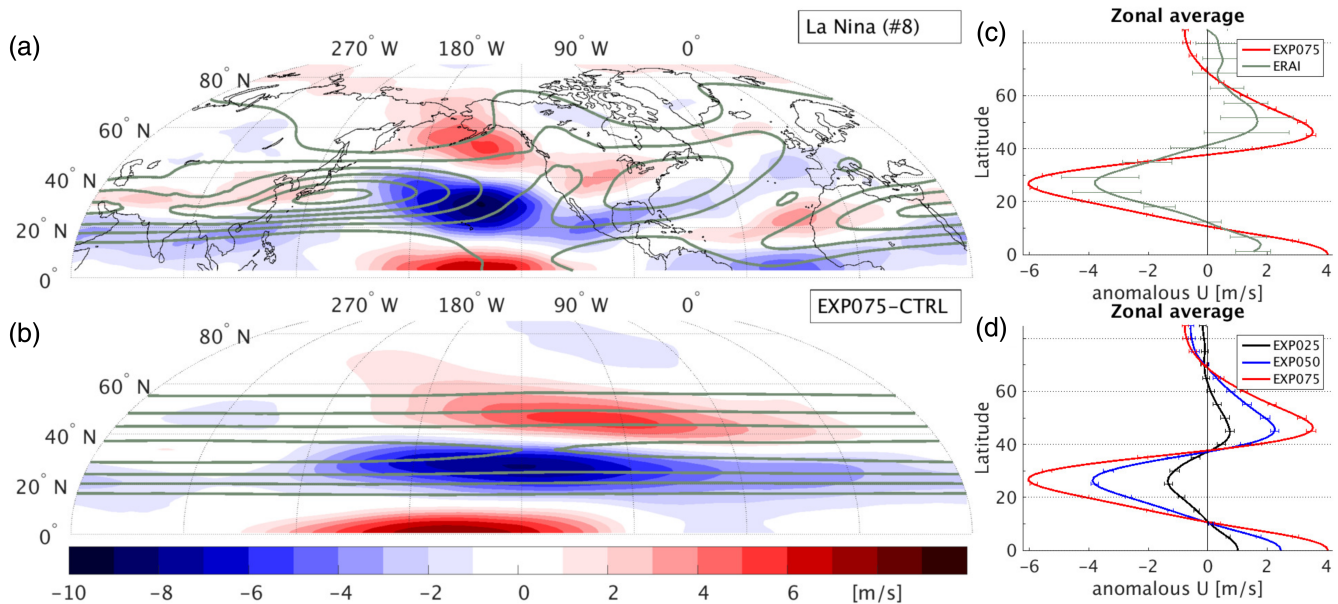 (a)
La Nina (#8)
270° W 180° W 90° W 0°
80° N
60° N
40° N
20° N
0°
(b)
EXP075-CTRL
270° W 180° W 90° W 0°
80° N
60° N
40° N
20° N
0°
-10 -8 -6 -4 -2 0 2 4 6 [m/s]
(c)
Zonal average
EXP075
ERAI
Latitude
60
40
20
0
-6 -4 -2 0 2 4
anomalous U [m/s]
(d)
Zonal average
EXP025
EXP050
EXP075
Latitude
60
40
20
0
-6 -4 -2 0 2 4
anomalous U [m/s]